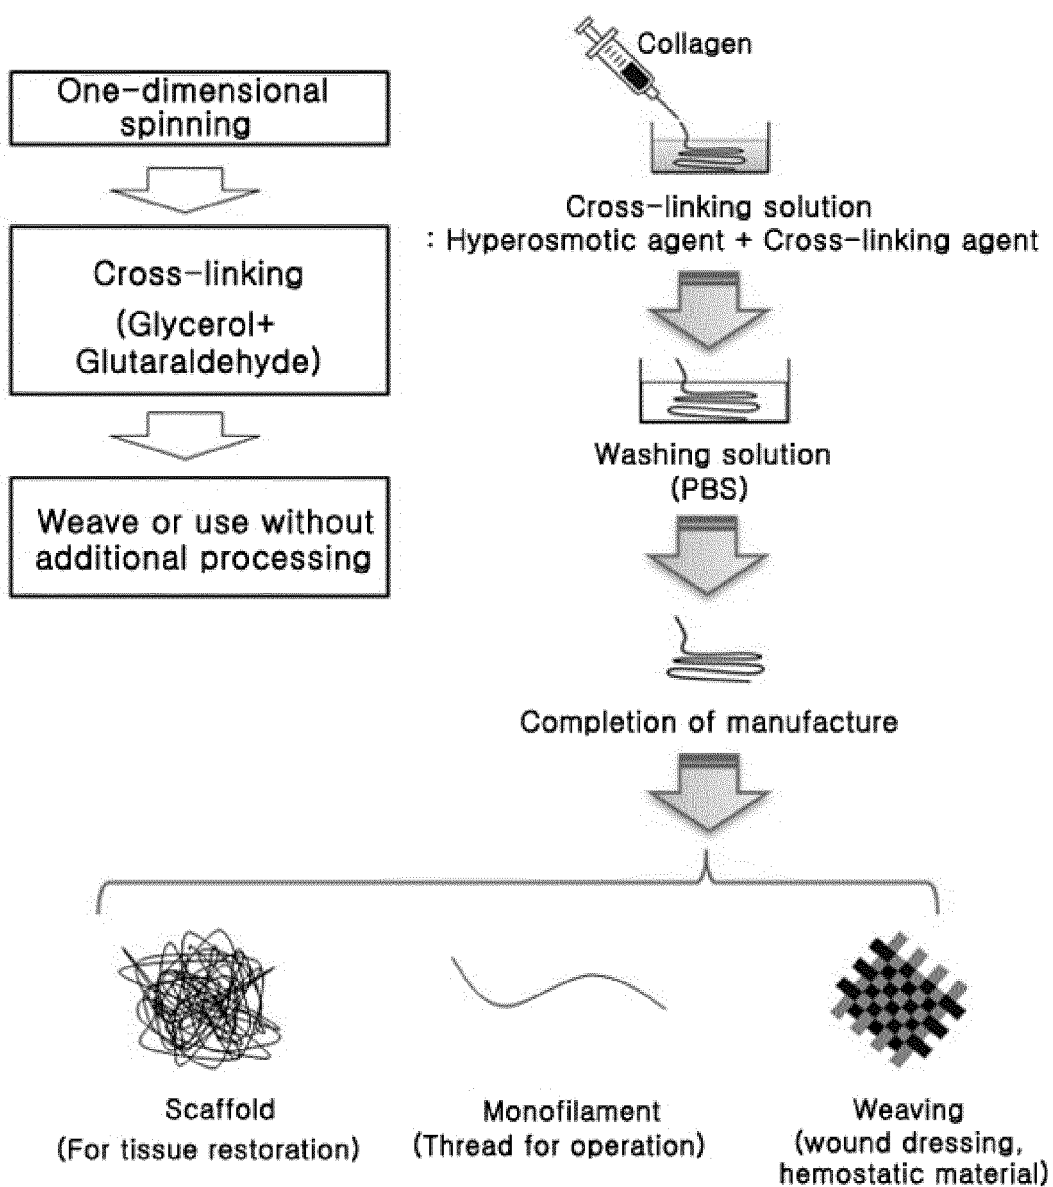 One-dimensional
spinning
Cross-linking
(Glycerol+
Glutaraldehyde)
Weave or use without
additional processing
Collagen
Cross-linking solution
: Hyperosmotic agent + Cross-linking agent
Washing solution
(PBS)
Completion of manufacture
Scaffold
(For tissue restoration)
Monofilament
(Thread for operation)
Weaving
(wound dressing,
hemostatic material)